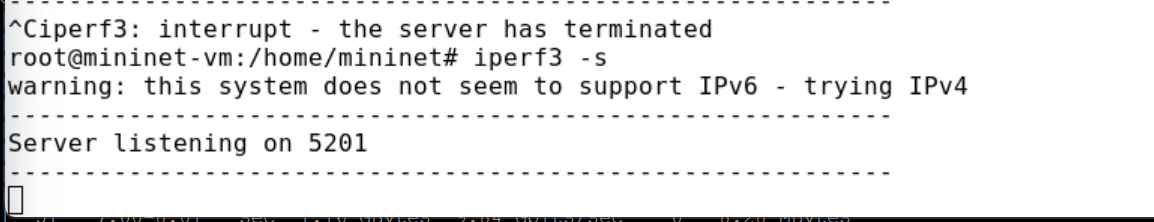 -----------------------------------------------------------
^Ciperf3: interrupt - the server has terminated
root@mininet-vm:/home/mininet# iperf3 -s
warning: this system does not seem to support IPv6 - trying IPv4
-----------------------------------------------------------
Server listening on 5201
-----------------------------------------------------------